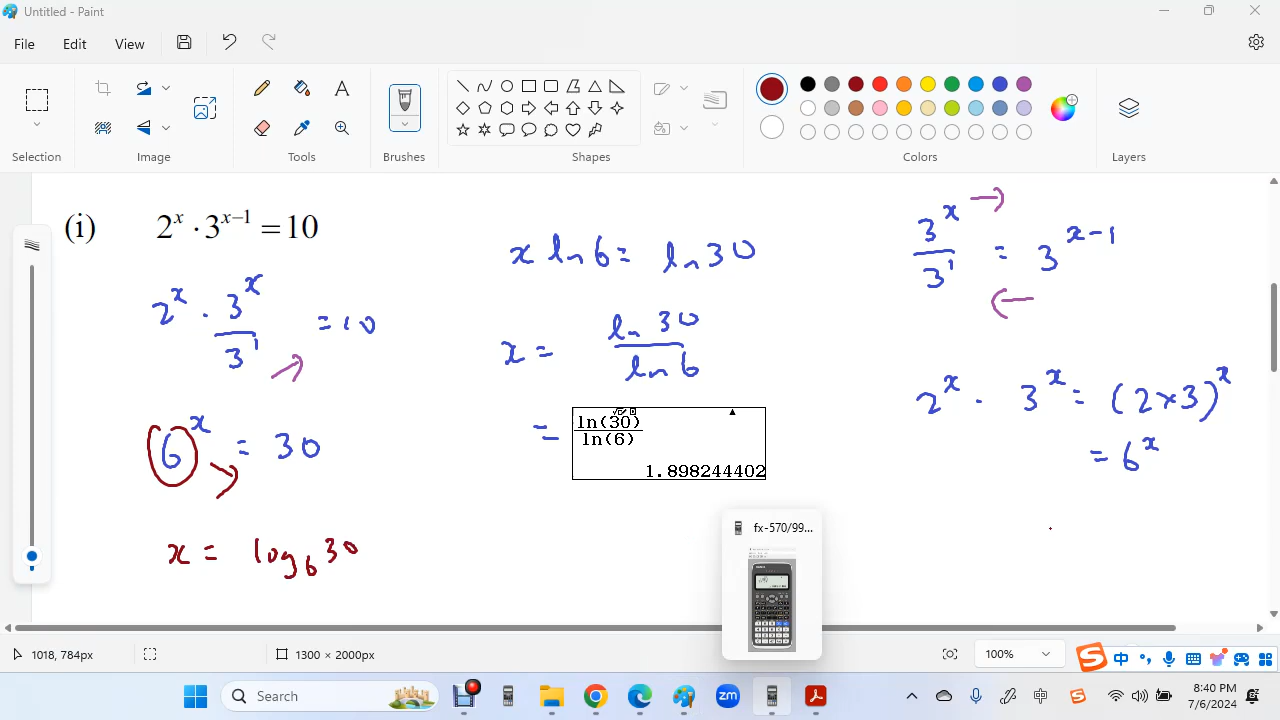 Untitled - Paint
File Edit View
Selection Image Tools Brushes Shapes Colors Layers
(i) 2^x · 3^{x−1} = 10
2^x · 3^x / 3^1 = 10
6^x = 30
x = log_6 30
x ln 6 = ln 30
x = ln 30 / ln 6
=
ln(30)
ln(6)
1.898244402
3^x / 3^1 = 3^{x−1}
2^x · 3^x = (2×3)^x
= 6^x
fx-570/99...
1018, 784px
1300 × 2000px
100%
中
Search
zm
中
8:40 PM
7/6/2024